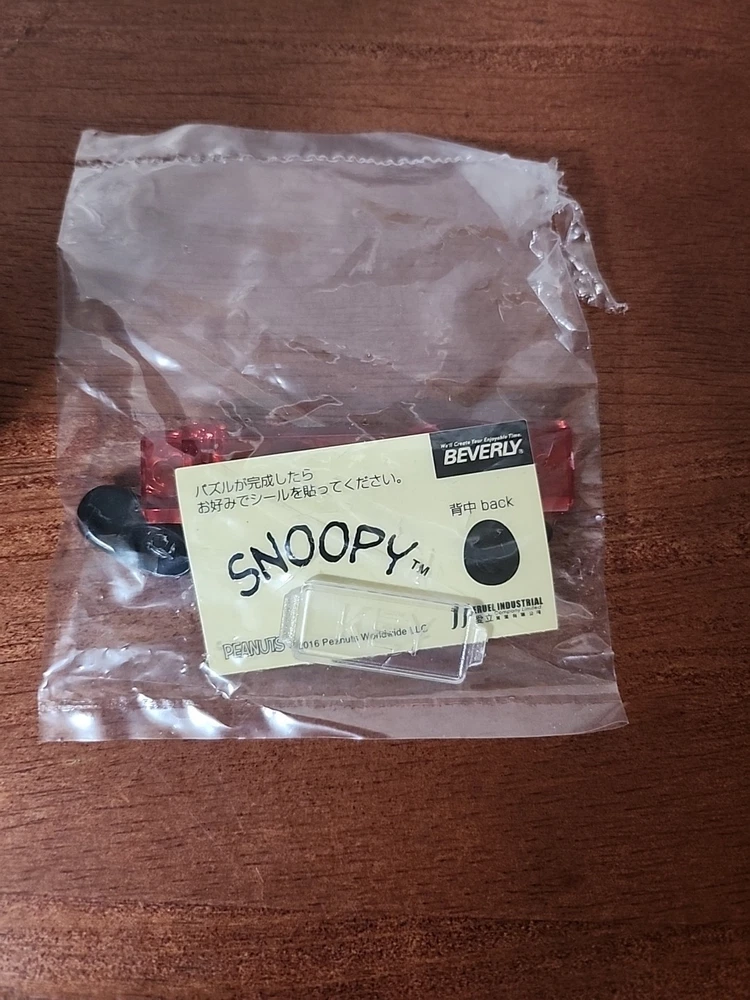 We'll Create Your Enjoyable Time.
BEVERLY®
パズルが完成したら
お好みでシールを貼ってください。
背中 back
SNOOPY™
PEANUTS 2016 Peanuts Worldwide LLC
INDUSTRIAL
Company Limited